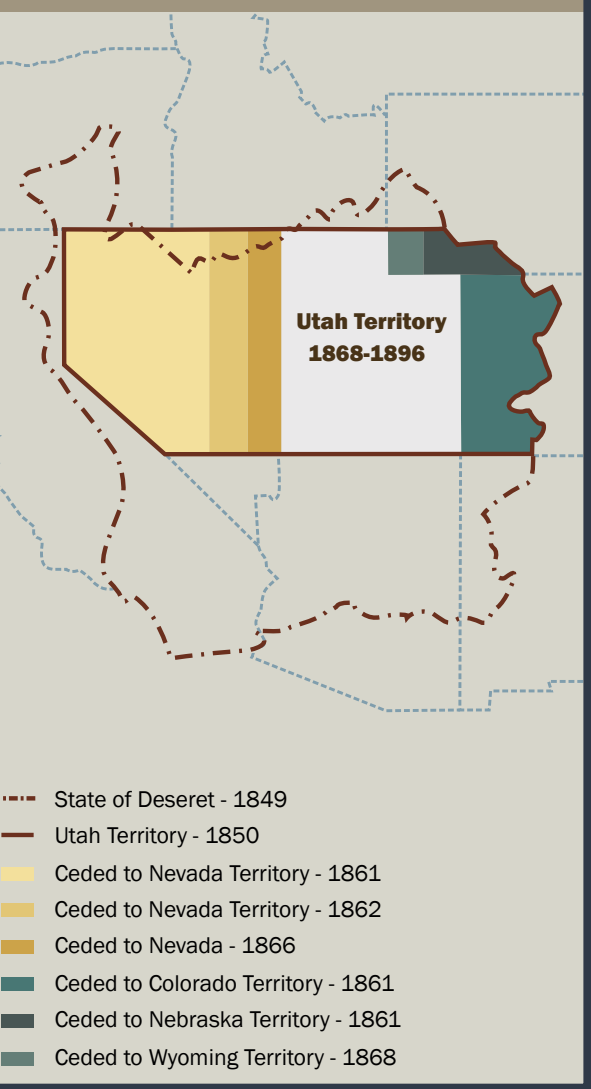 Utah Territory
1868-1896
State of Deseret - 1849
Utah Territory - 1850
Ceded to Nevada Territory - 1861
Ceded to Nevada Territory - 1862
Ceded to Nevada - 1866
Ceded to Colorado Territory - 1861
Ceded to Nebraska Territory - 1861
Ceded to Wyoming Territory - 1868